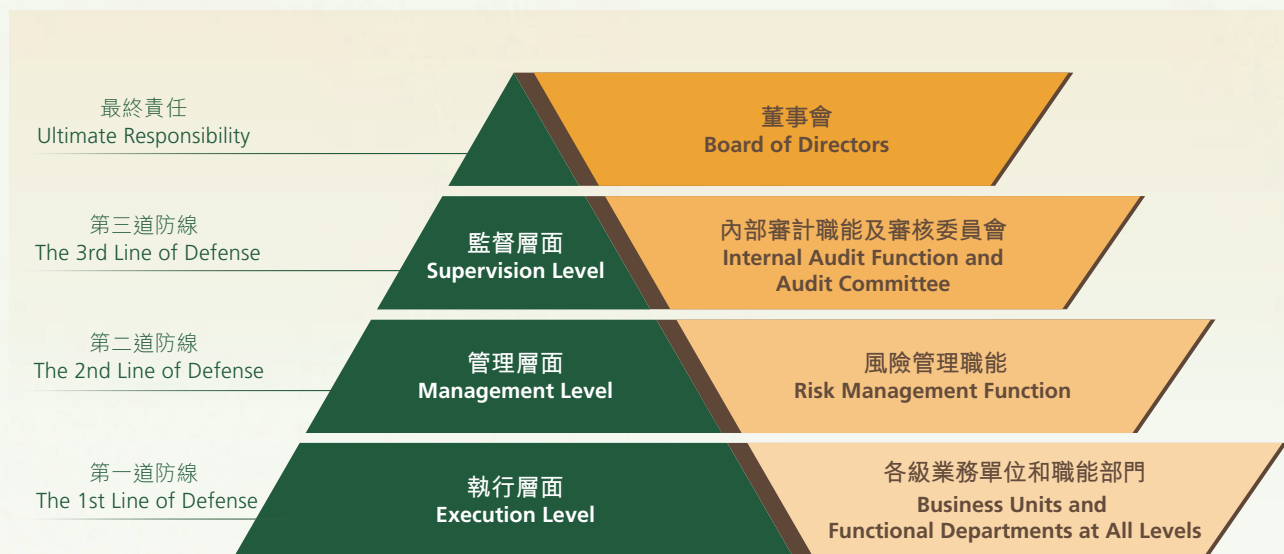 最終責任
Ultimate Responsibility
董事會
Board of Directors
第三道防線
The 3rd Line of Defense
監督層面
Supervision Level
內部審計職能及審核委員會
Internal Audit Function and
Audit Committee
第二道防線
The 2nd Line of Defense
管理層面
Management Level
風險管理職能
Risk Management Function
第一道防線
The 1st Line of Defense
執行層面
Execution Level
各級業務單位和職能部門
Business Units and
Functional Departments at All Levels